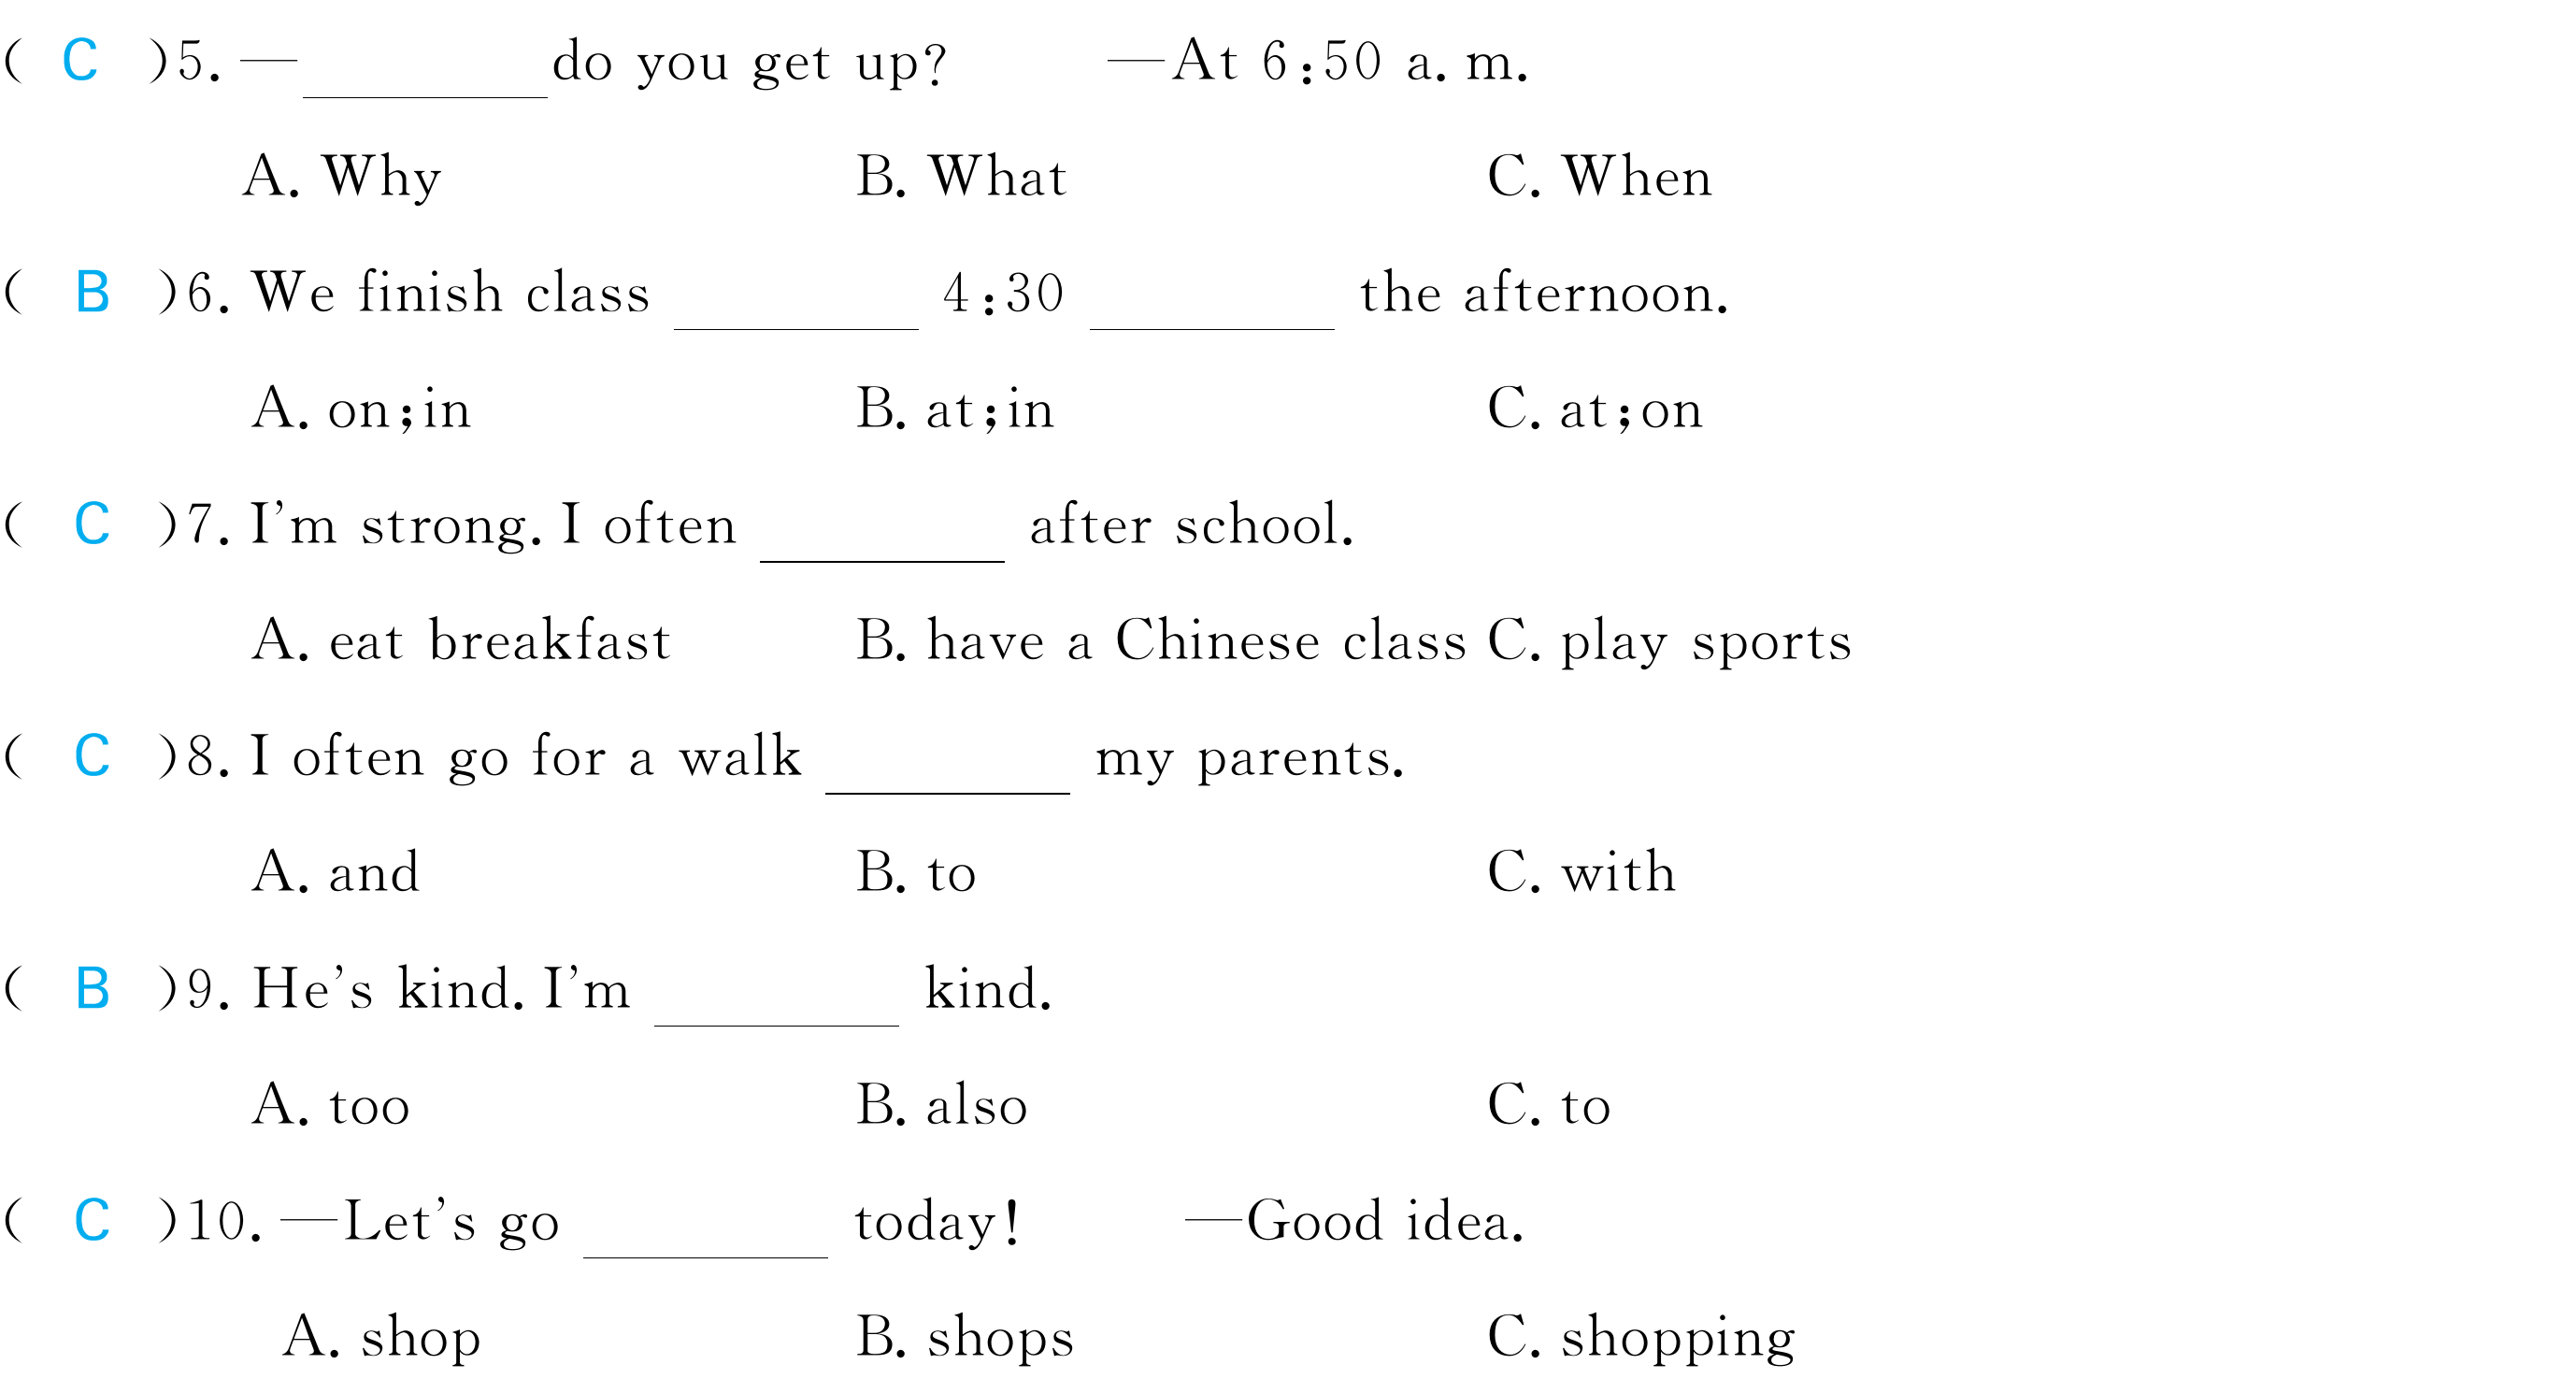 ( C )5. —________ do you get up?  —At 6:50 a.m.
A. Why  B. What  C. When
( B )6. We finish class ________ 4:30 ________ the afternoon.
A. on;in  B. at;in  C. at;on
( C )7. I'm strong. I often ________ after school.
A. eat breakfast  B. have a Chinese class C. play sports
( C )8. I often go for a walk ________ my parents.
A. and  B. to  C. with
( B )9. He's kind. I'm ________ kind.
A. too  B. also  C. to
( C )10. —Let's go ________ today!  —Good idea.
A. shop  B. shops  C. shopping